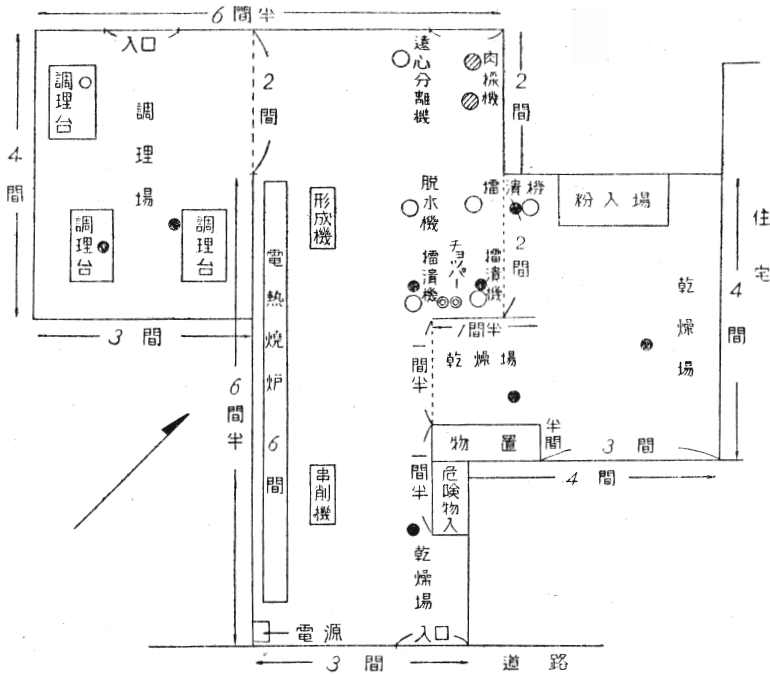 6間半
入口
調理台
調理場
調理台
調理台
4間
3間
2間
遠心分離機
肉操機
2間
形成機
脱水機
擂潰機
2間
擂潰機
チョッパー
擂潰機
粉入場
住宅
乾燥場
4間
電熱燒炉
6間
6間半
1間半
一間半
乾燥場
物置
半間
3間
4間
一間半
危険物入
串削機
乾燥場
電源
入口
3間
道路